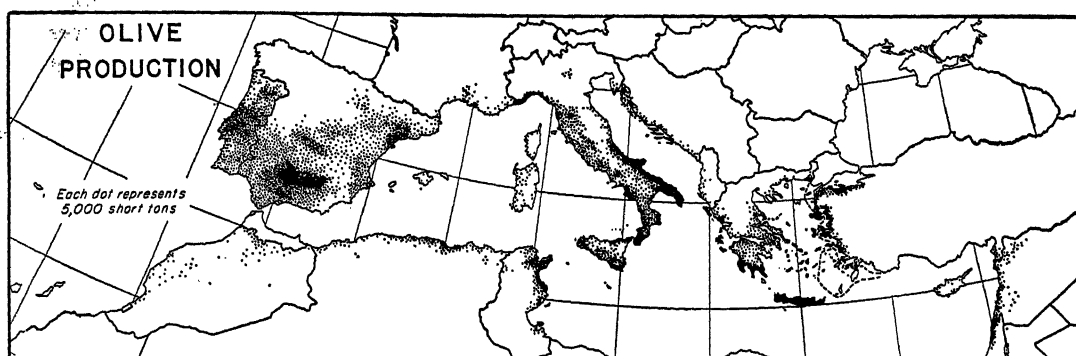 OLIVE
PRODUCTION
Each dot represents
5,000 short tons